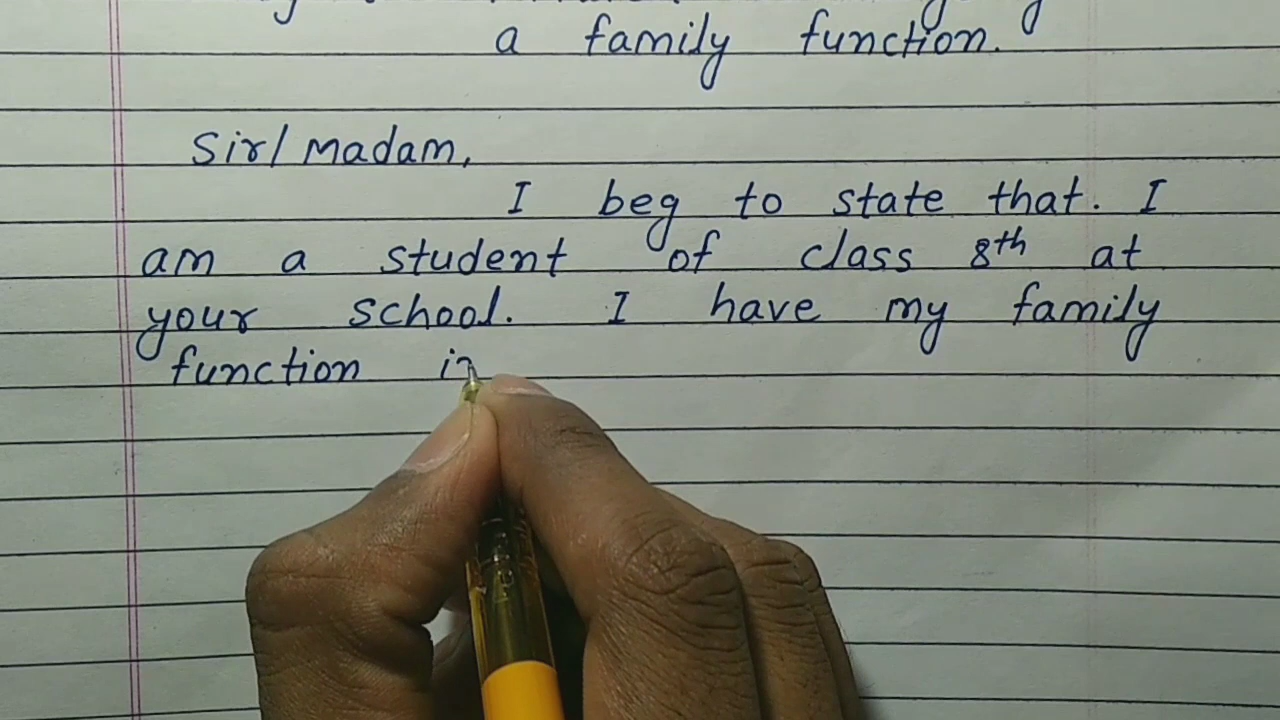 a family function.
Sir/Madam,
I beg to state that. I
am a student of class 8th at
your school. I have my family
function in